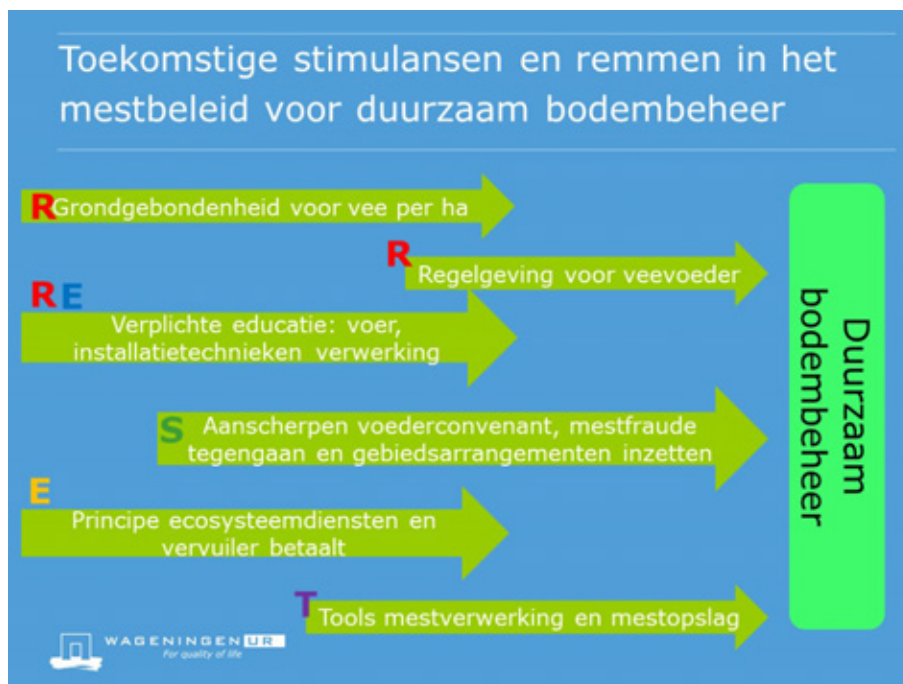 Toekomstige stimulansen en remmen in het
mestbeleid voor duurzaam bodembeheer
R Grondgebondenheid voor vee per ha
R
Regelgeving voor veevoeder
R E
Verplichte educatie: voer,
installatietechnieken verwerking
S Aanscherpen voederconvenant, mestfraude
tegengaan en gebiedsarrangementen inzetten
E
Principe ecosysteemdiensten en
vervuiler betaalt
T Tools mestverwerking en mestopslag
Duurzaam
bodembeheer
WAGENINGEN UR
For quality of life